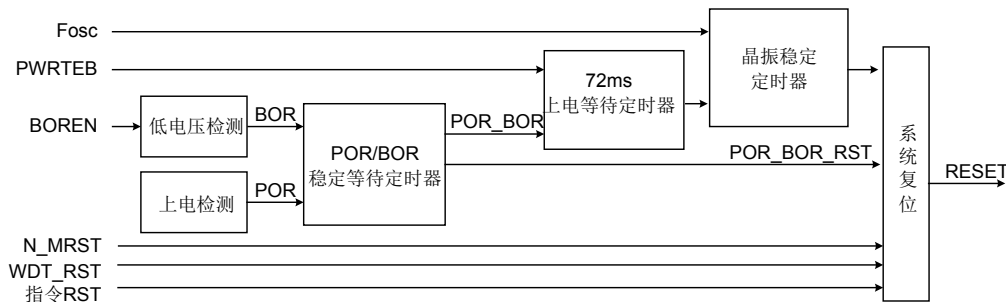 Fosc
PWRTEB
BOREN
低电压检测
BOR
上电检测
POR
POR/BOR
稳定等待定时器
POR_BOR
72ms
上电等待定时器
晶振稳定
定时器
POR_BOR_RST
系统复位
RESET
N_MRST
WDT_RST
指令RST